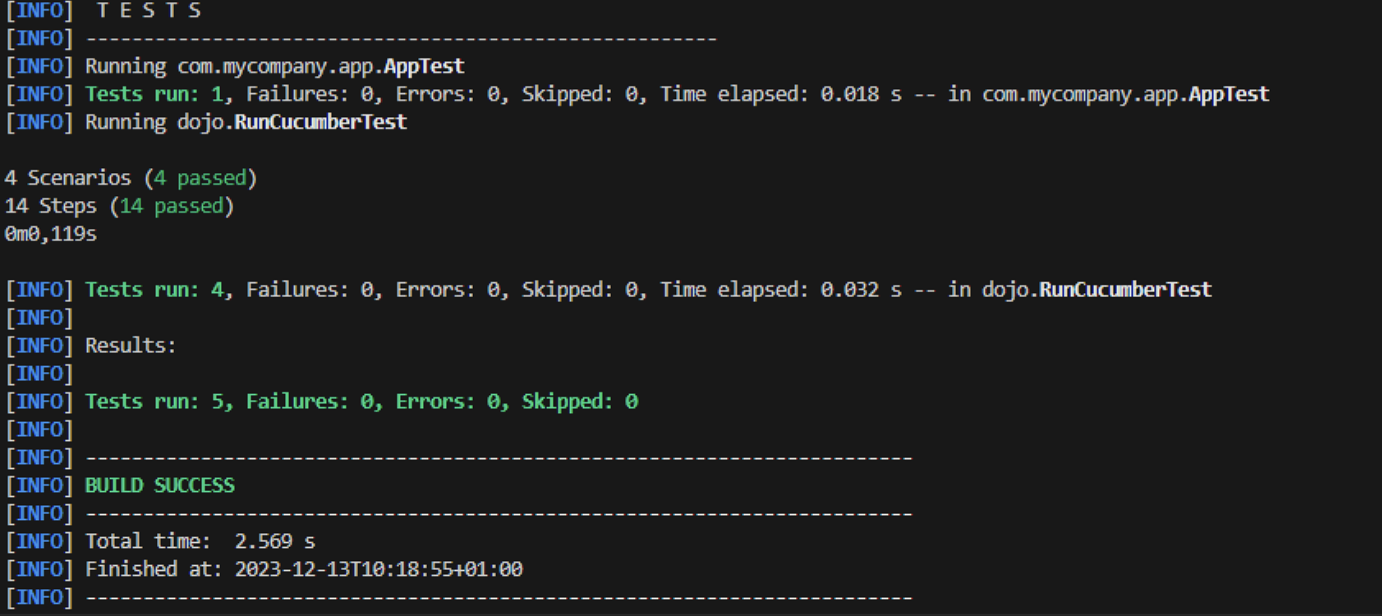 [INFO]  T E S T S
[INFO] -------------------------------------------------------
[INFO] Running com.mycompany.app.AppTest
[INFO] Tests run: 1, Failures: 0, Errors: 0, Skipped: 0, Time elapsed: 0.018 s -- in com.mycompany.app.AppTest
[INFO] Running dojo.RunCucumberTest
4 Scenarios (4 passed)
14 Steps (14 passed)
0m0,119s
[INFO] Tests run: 4, Failures: 0, Errors: 0, Skipped: 0, Time elapsed: 0.032 s -- in dojo.RunCucumberTest
[INFO]
[INFO] Results:
[INFO]
[INFO] Tests run: 5, Failures: 0, Errors: 0, Skipped: 0
[INFO]
[INFO] ------------------------------------------------------------------------
[INFO] BUILD SUCCESS
[INFO] ------------------------------------------------------------------------
[INFO] Total time:  2.569 s
[INFO] Finished at: 2023-12-13T10:18:55+01:00
[INFO] ------------------------------------------------------------------------